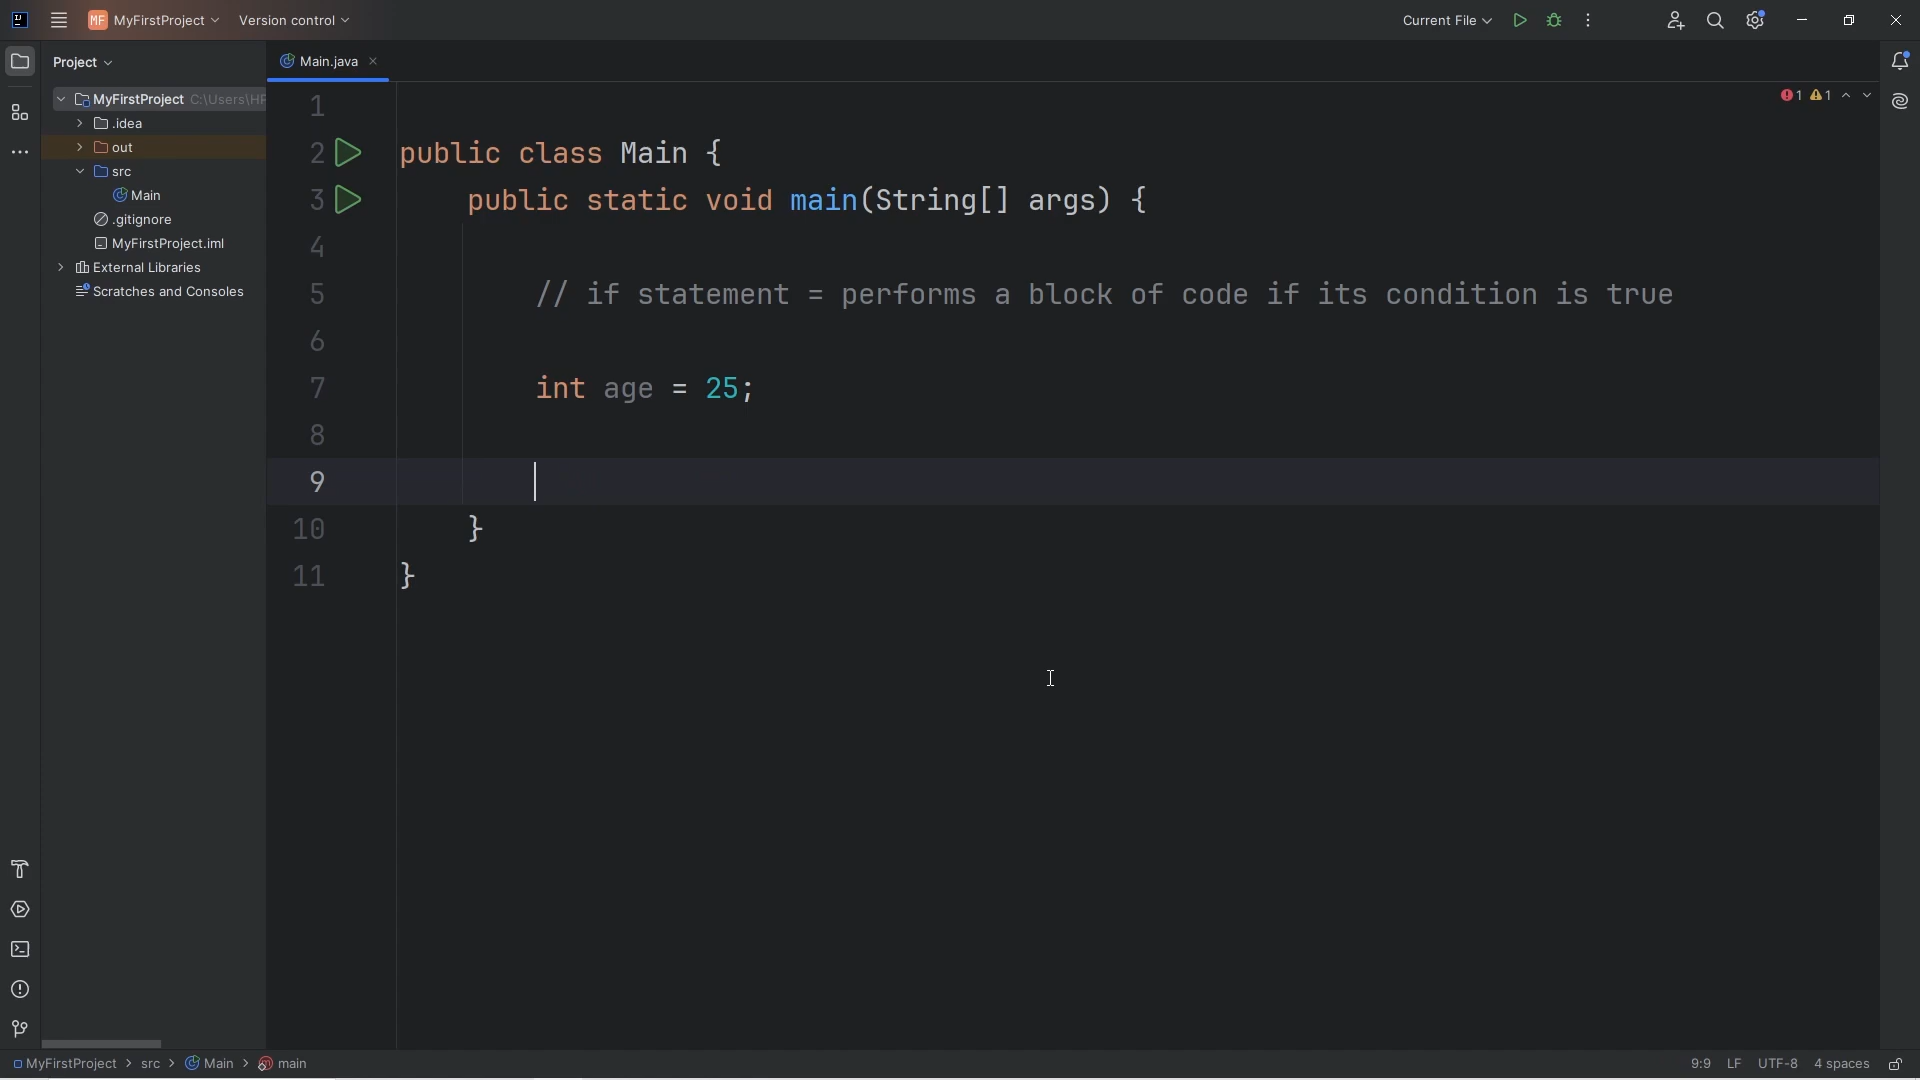 MF MyFirstProject Version control Current File
Project Main.java
MyFirstProject C:\Users\HP
.idea
out
src
Main
.gitignore
MyFirstProject.iml
External Libraries
Scratches and Consoles
1 1 1
2 public class Main {
3 public static void main(String[] args) {
4
5 // if statement = performs a block of code if its condition is true
6
7 int age = 25;
8
9
10 }
11 }
MyFirstProject > src > Main > main 9:9 LF UTF-8 4 spaces